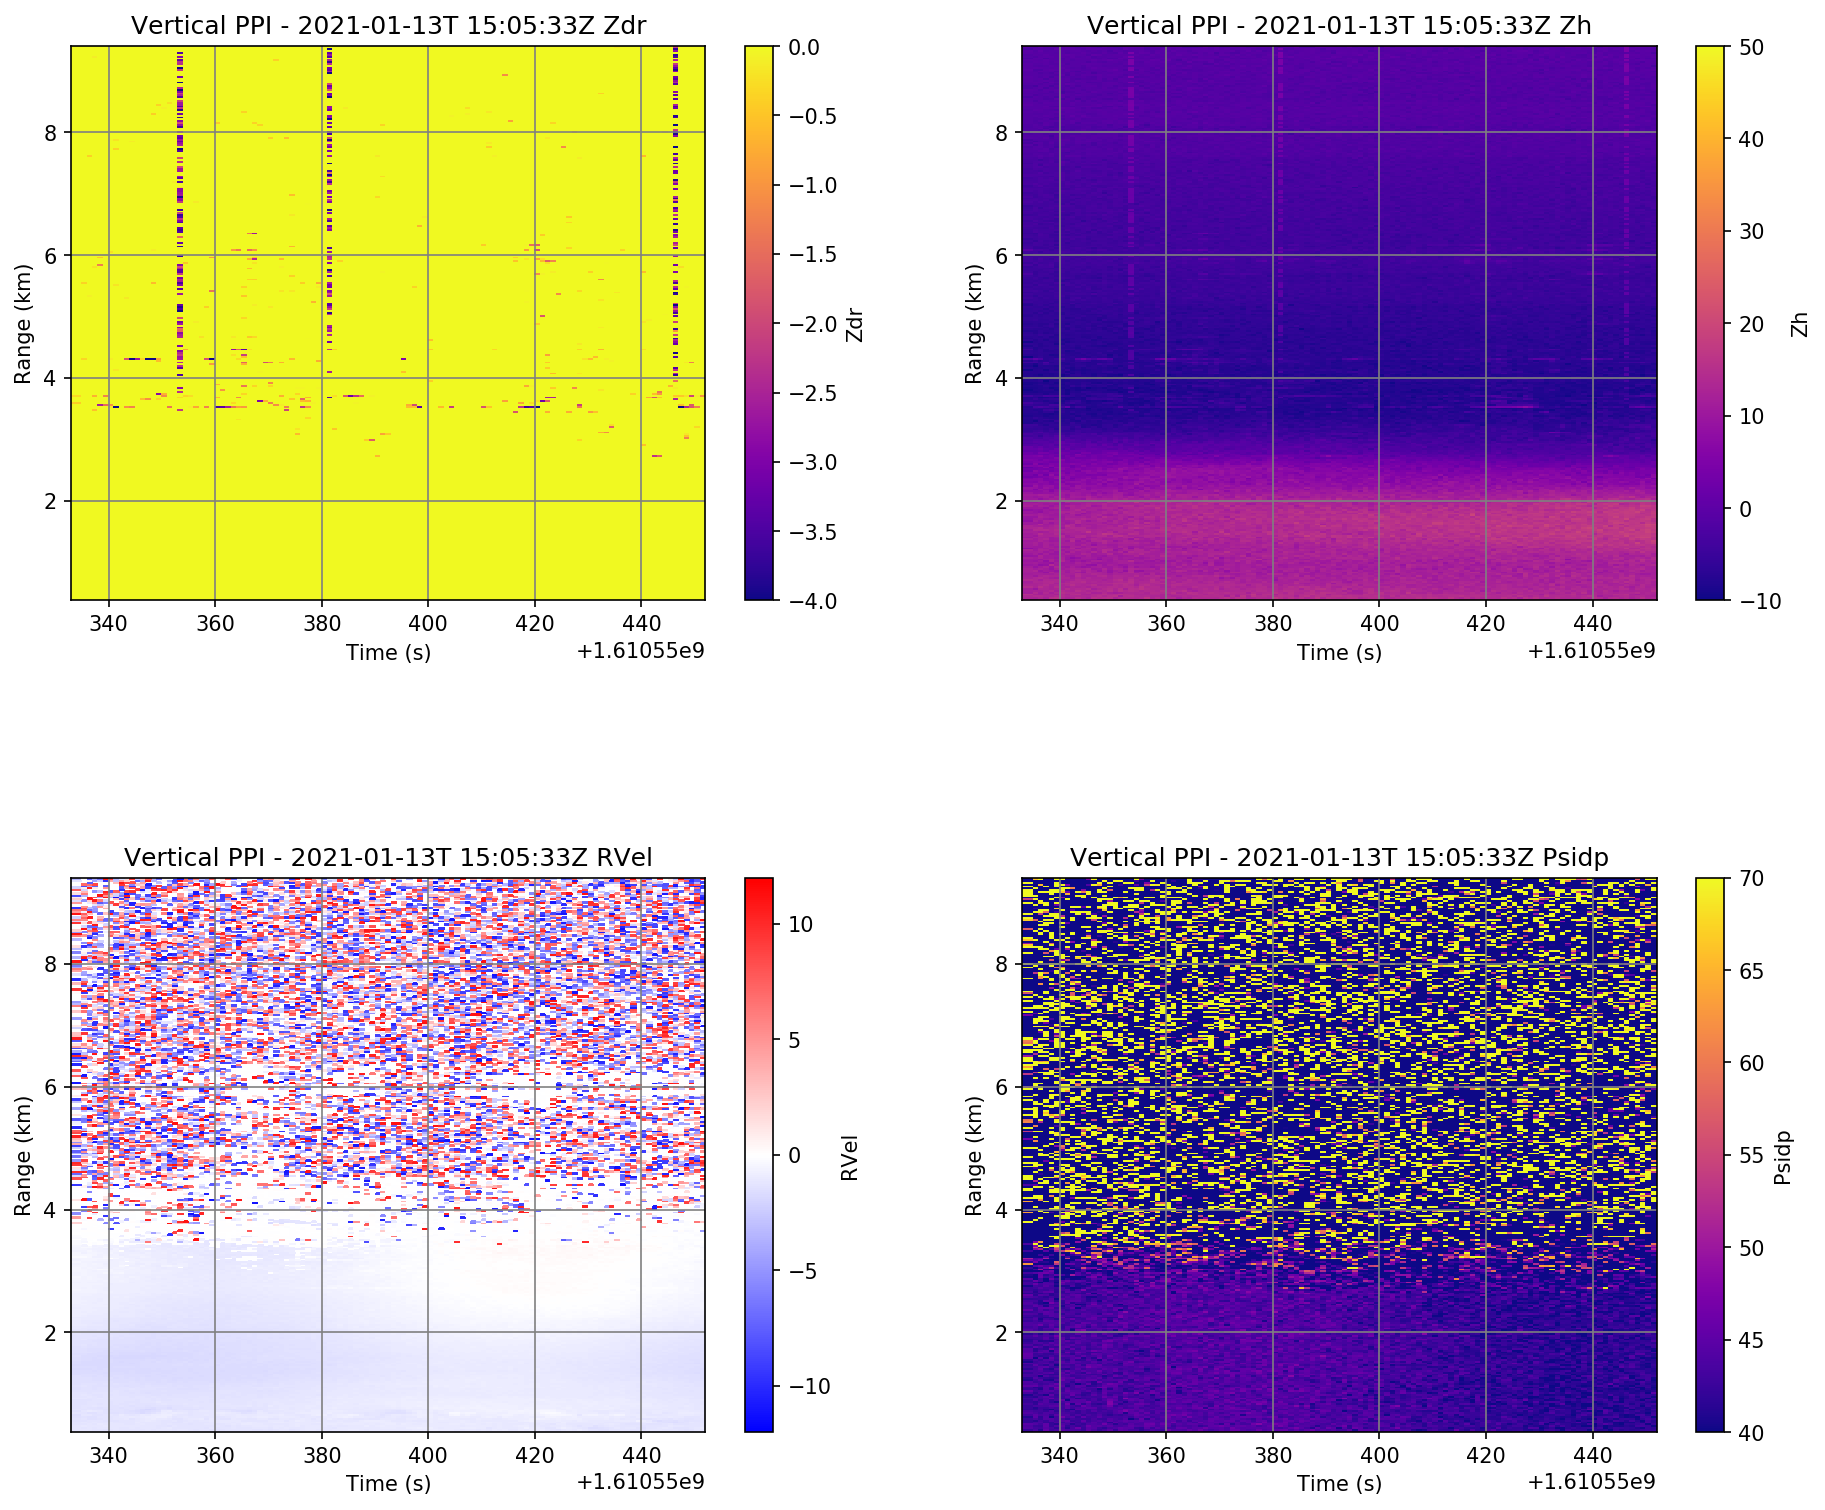 Vertical PPI - 2021-01-13T 15:05:33Z Zdr
0.0
−0.5
−1.0
−1.5
−2.0
−2.5
−3.0
−3.5
−4.0
Zdr
8
6
4
2
Range (km)
340 360 380 400 420 440
Time (s)
+1.61055e9
Vertical PPI - 2021-01-13T 15:05:33Z Zh
50
40
30
20
10
0
−10
Zh
8
6
4
2
Range (km)
340 360 380 400 420 440
Time (s)
+1.61055e9
Vertical PPI - 2021-01-13T 15:05:33Z RVel
10
5
0
−5
−10
RVel
8
6
4
2
Range (km)
340 360 380 400 420 440
Time (s)
+1.61055e9
Vertical PPI - 2021-01-13T 15:05:33Z Psidp
70
65
60
55
50
45
40
Psidp
8
6
4
2
Range (km)
340 360 380 400 420 440
Time (s)
+1.61055e9